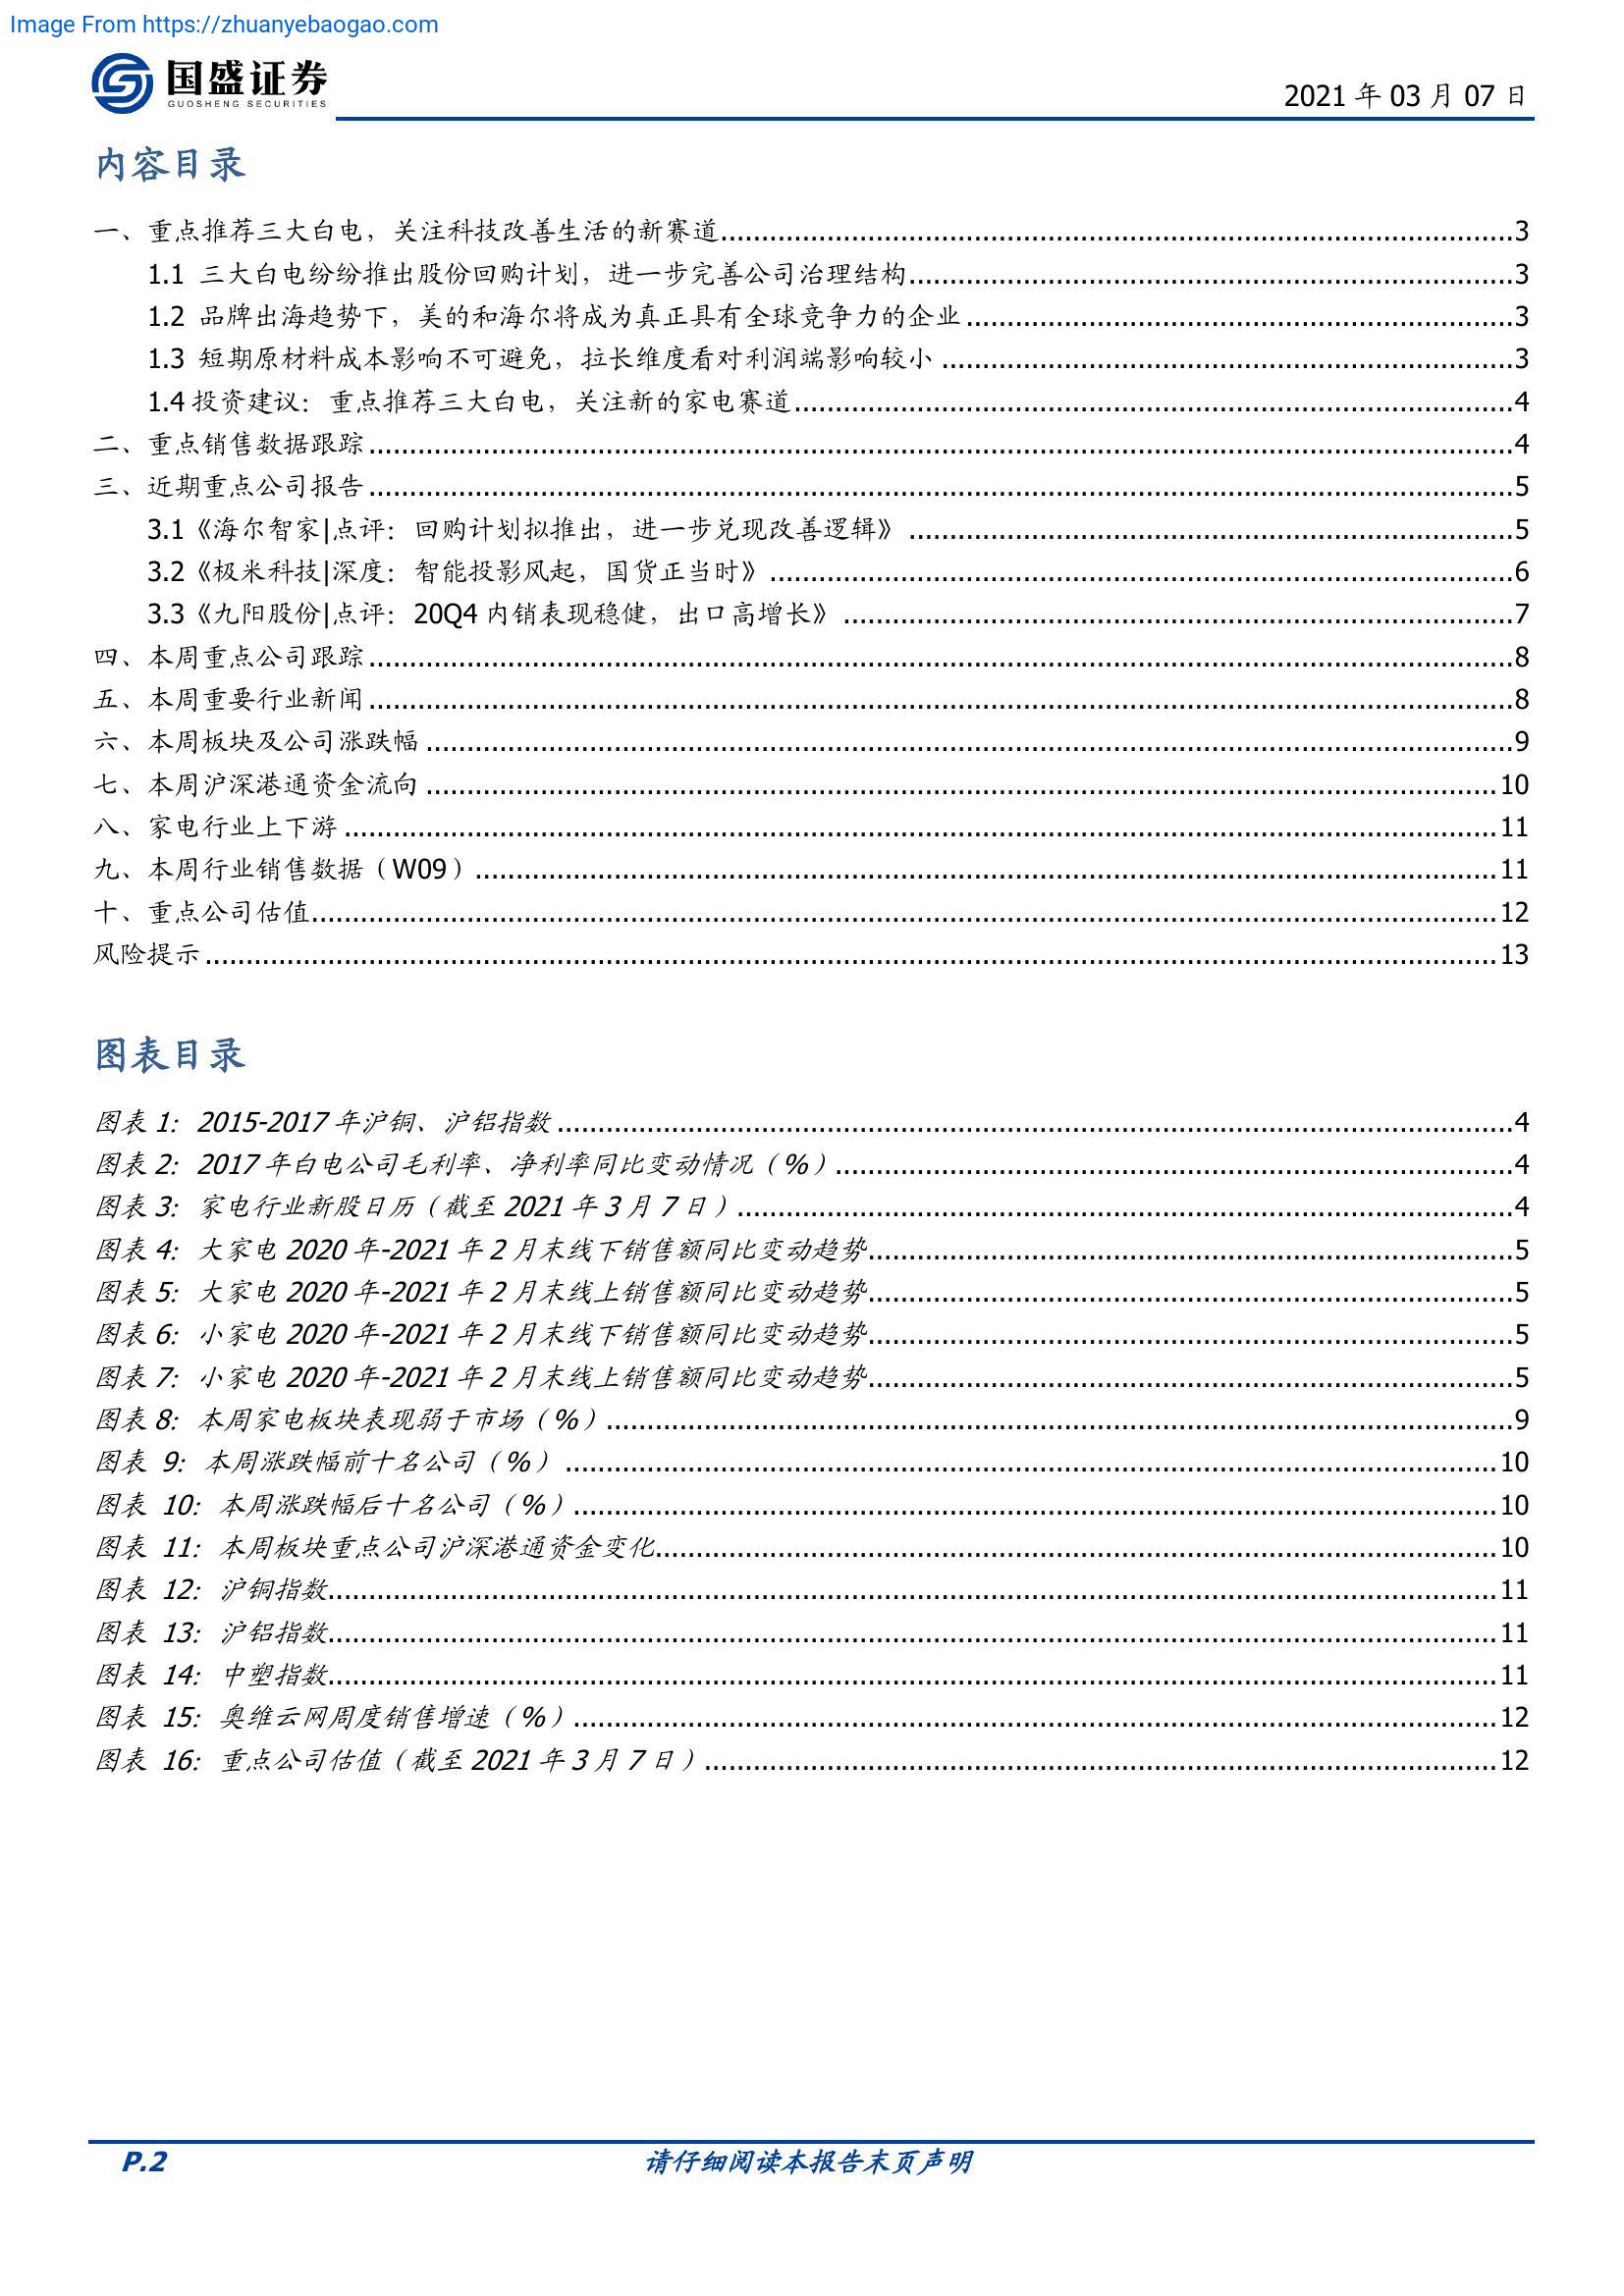 Image From https://zhuanyebaogao.com
国盛证券
GUOSHENG SECURITIES
2021 年 03 月 07 日
内容目录
一、重点推荐三大白电，关注科技改善生活的新赛道........................3
1.1 三大白电纷纷推出股份回购计划，进一步完善公司治理结构........................3
1.2 品牌出海趋势下，美的和海尔将成为真正具有全球竞争力的企业........................3
1.3 短期原材料成本影响不可避免，拉长维度看对利润端影响较小........................3
1.4 投资建议：重点推荐三大白电，关注新的家电赛道........................4
二、重点销售数据跟踪........................4
三、近期重点公司报告........................5
3.1《海尔智家|点评：回购计划拟推出，进一步兑现改善逻辑》........................5
3.2《极米科技|深度：智能投影风起，国货正当时》........................6
3.3《九阳股份|点评：20Q4 内销表现稳健，出口高增长》........................7
四、本周重点公司跟踪........................8
五、本周重要行业新闻........................8
六、本周板块及公司涨跌幅........................9
七、本周沪深港通资金流向........................10
八、家电行业上下游........................11
九、本周行业销售数据（W09）........................11
十、重点公司估值........................12
风险提示........................13
图表目录
图表 1：2015-2017 年沪铜、沪铝指数........................4
图表 2：2017 年白电公司毛利率、净利率同比变动情况（%）........................4
图表 3：家电行业新股日历（截至 2021 年 3 月 7 日）........................4
图表 4：大家电 2020 年-2021 年 2 月末线下销售额同比变动趋势........................5
图表 5：大家电 2020 年-2021 年 2 月末线上销售额同比变动趋势........................5
图表 6：小家电 2020 年-2021 年 2 月末线下销售额同比变动趋势........................5
图表 7：小家电 2020 年-2021 年 2 月末线上销售额同比变动趋势........................5
图表 8：本周家电板块表现弱于市场（%）........................9
图表 9：本周涨跌幅前十名公司（%）........................10
图表 10：本周涨跌幅后十名公司（%）........................10
图表 11：本周板块重点公司沪深港通资金变化........................10
图表 12：沪铜指数........................11
图表 13：沪铝指数........................11
图表 14：中塑指数........................11
图表 15：奥维云网周度销售增速（%）........................12
图表 16：重点公司估值（截至 2021 年 3 月 7 日）........................12
P.2
请仔细阅读本报告末页声明